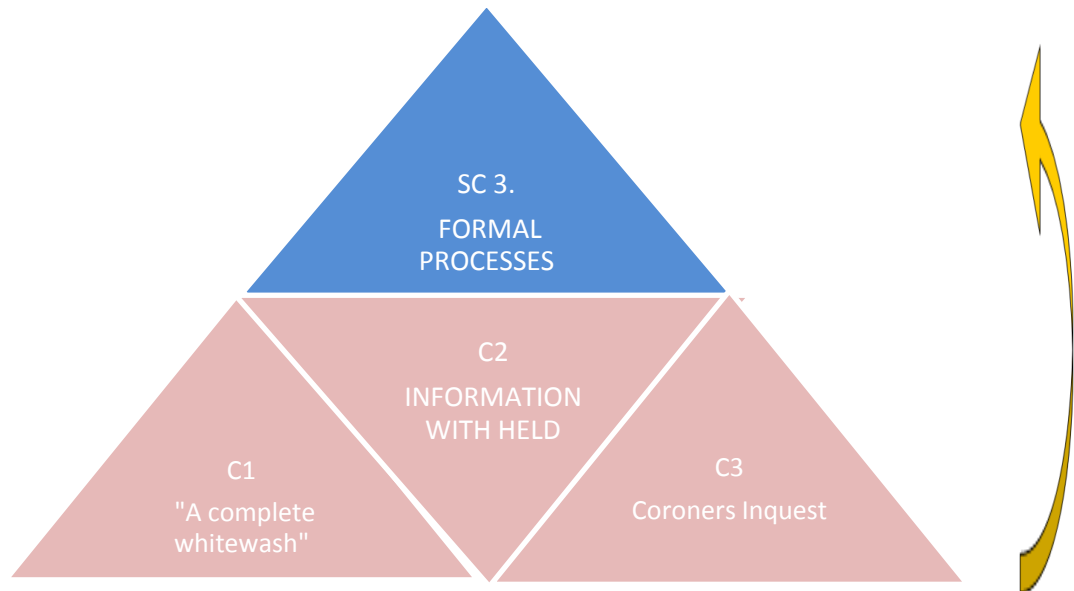 SC 3.
FORMAL
PROCESSES
C2
INFORMATION
WITH HELD
C1
"A complete
whitewash"
C3
Coroners Inquest